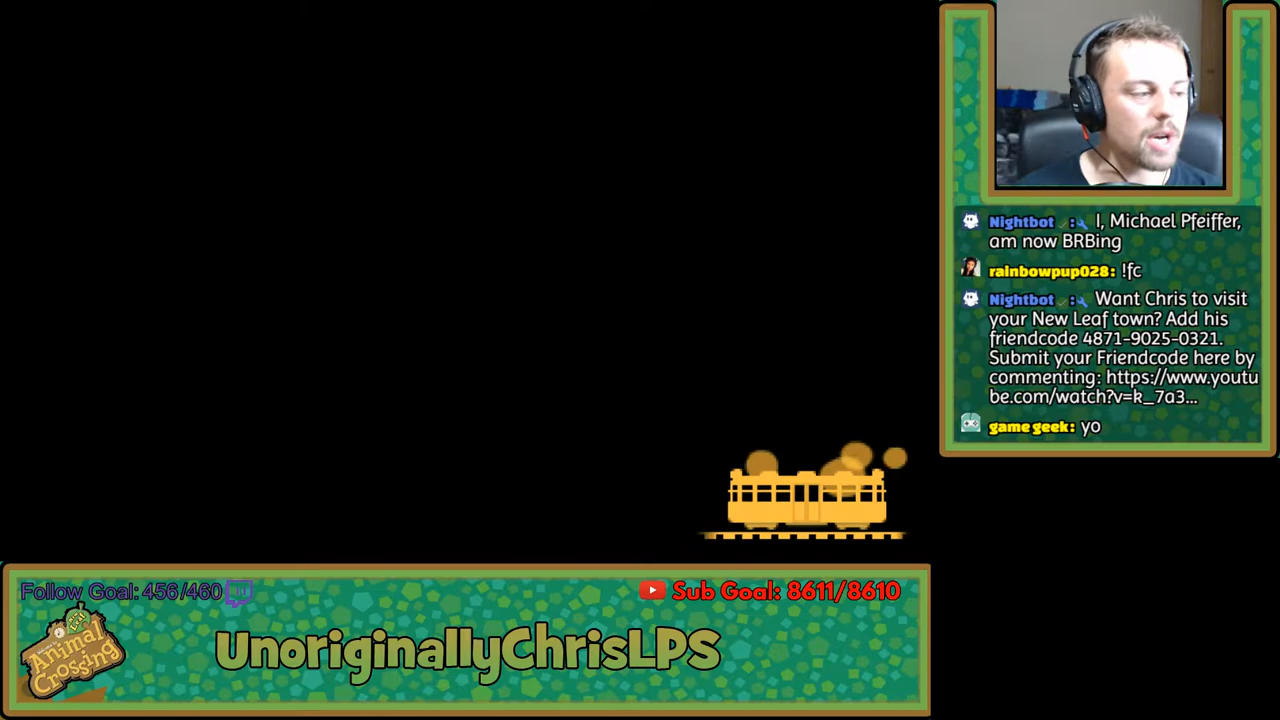 Nightbot : I, Michael Pfeiffer,
am now BRBing
rainbowpup028: !fc
Nightbot : Want Chris to visit
your New Leaf town? Add his
friendcode 4871-9025-0321.
Submit your Friendcode here by
commenting: https://www.youtu
be.com/watch?v=k_7a3...
game geek: yo
Follow Goal: 456/460
Sub Goal: 8611/8610
Animal
Crossing
UnoriginallyChrisLPS